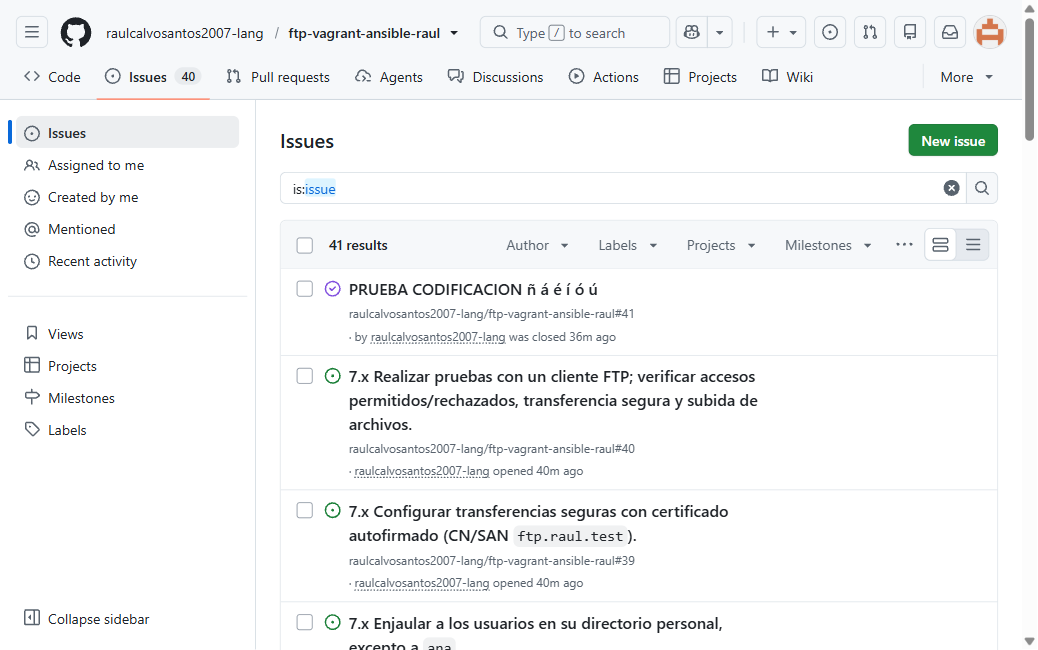 raulcalvosantos2007-lang / ftp-vagrant-ansible-raul
Type / to search
Code
Issues 40
Pull requests
Agents
Discussions
Actions
Projects
Wiki
More
Issues
Assigned to me
Created by me
Mentioned
Recent activity
Views
Projects
Milestones
Labels
Collapse sidebar
Issues
New issue
is:issue
41 results
Author
Labels
Projects
Milestones
PRUEBA CODIFICACION ñ á é í ó ú
raulcalvosantos2007-lang/ftp-vagrant-ansible-raul#41
· by raulcalvosantos2007-lang was closed 36m ago
7.x Realizar pruebas con un cliente FTP; verificar accesos
permitidos/rechazados, transferencia segura y subida de
archivos.
raulcalvosantos2007-lang/ftp-vagrant-ansible-raul#40
· raulcalvosantos2007-lang opened 40m ago
7.x Configurar transferencias seguras con certificado
autofirmado (CN/SAN ftp.raul.test).
raulcalvosantos2007-lang/ftp-vagrant-ansible-raul#39
· raulcalvosantos2007-lang opened 40m ago
7.x Enjaular a los usuarios en su directorio personal,
excepto a ana